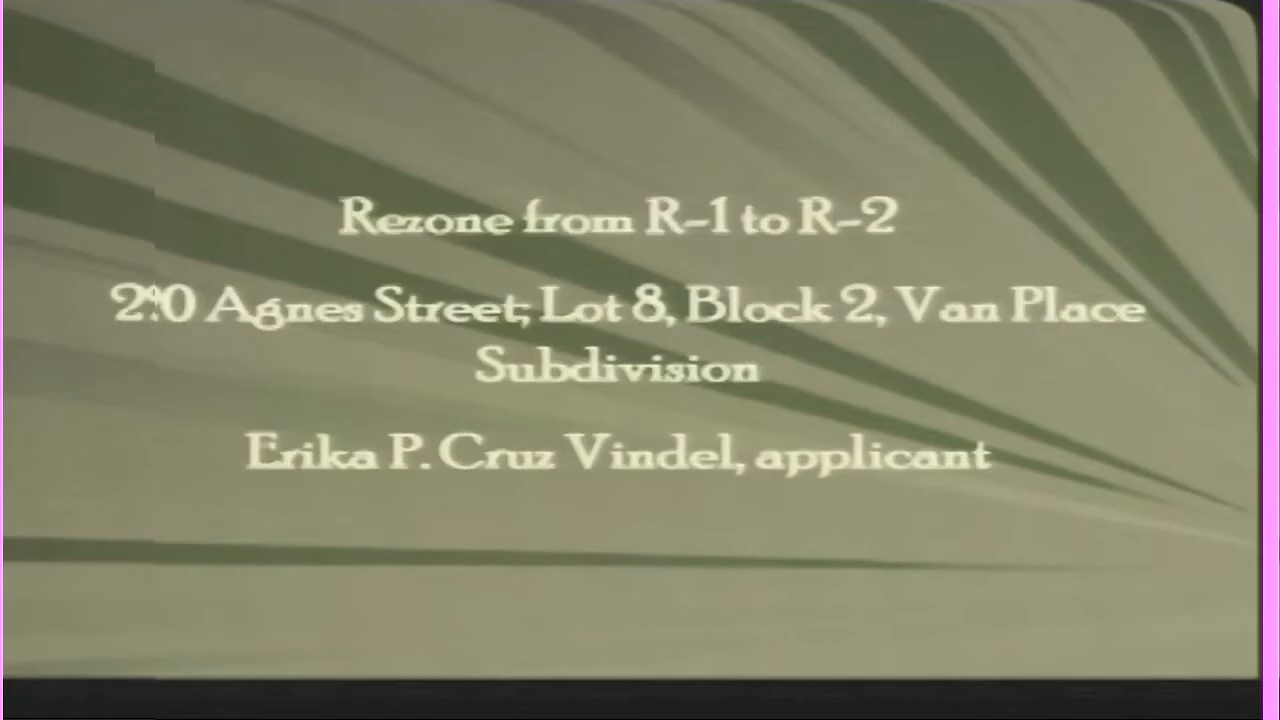 Rezone from R-1 to R-2
Agnes Street; Lot 8, Block 2, Van Place
Subdivision
Erika P. Cruz Vindel, applicant